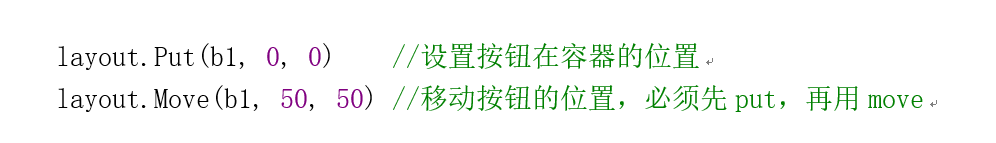 layout.Put(b1, 0, 0)    //设置按钮在容器的位置
layout.Move(b1, 50, 50) //移动按钮的位置，必须先 put，再用 move